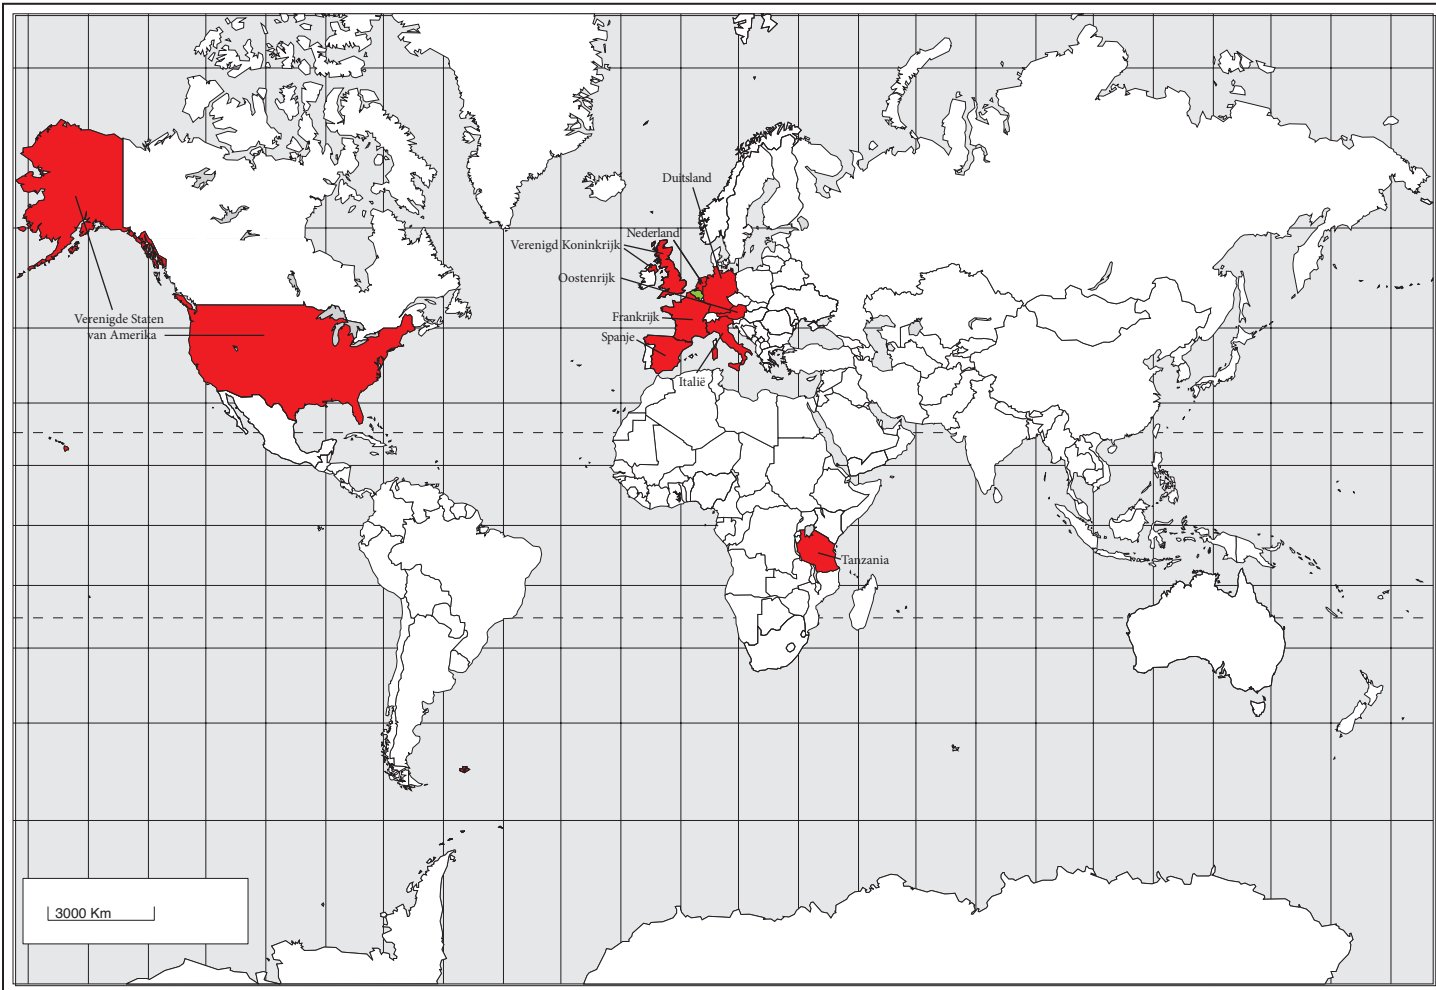 Duitsland
Nederland
Verenigd Koninkrijk
Oostenrijk
Verenigde Staten
van Amerika
Frankrijk
Spanje
Italië
Tanzania
3000 Km